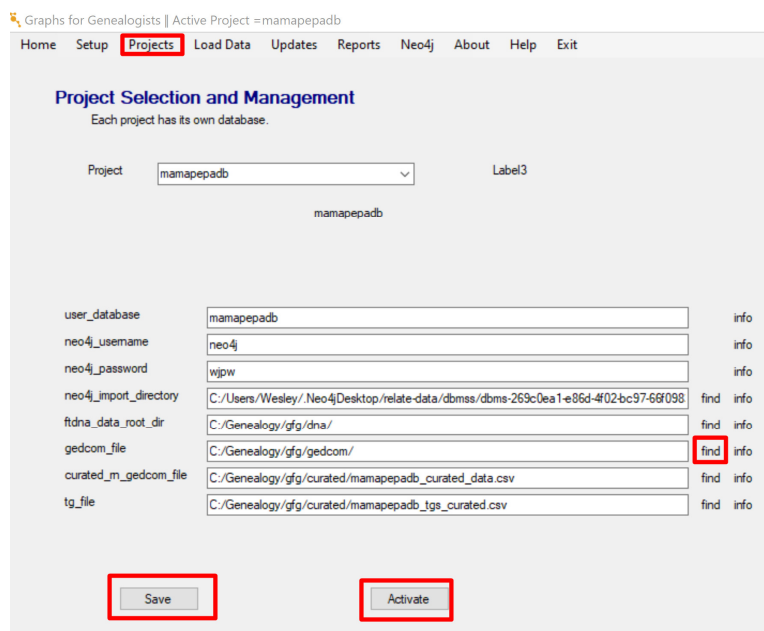 Graphs for Genealogists || Active Project =mamapepadb
Home Setup Projects Load Data Updates Reports Neo4j About Help Exit
Project Selection and Management
Each project has its own database.
Project mamapepadb Label3
mamapepadb
user_database mamapepadb info
neo4j_username neo4j info
neo4j_password wjpw info
neo4j_import_directory C:/Users/Wesley/.Neo4jDesktop/relate-data/dbmss/dbms-269c0ea1-e86d-4f02-bc97-66f098 find info
ftdna_data_root_dir C:/Genealogy/gfg/dna/ find info
gedcom_file C:/Genealogy/gfg/gedcom/ find info
curated_m_gedcom_file C:/Genealogy/gfg/curated/mamapepadb_curated_data.csv find info
tg_file C:/Genealogy/gfg/curated/mamapepadb_tgs_curated.csv find info
Save Activate